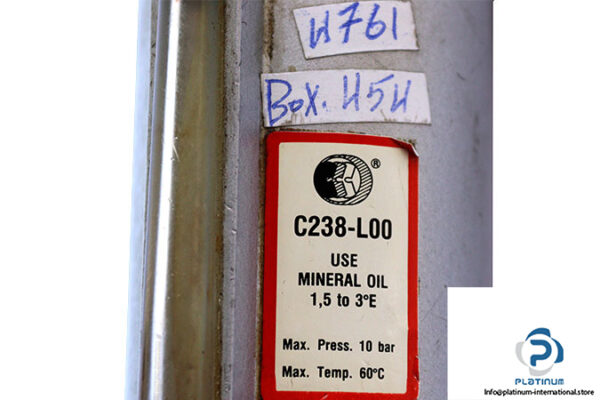 H761
Box. H5H
®
C238-L00
USE
MINERAL OIL
1,5 to 3°E
Max. Press. 10 bar
Max. Temp. 60°C
PLATINUM
Info@platinum-international.store